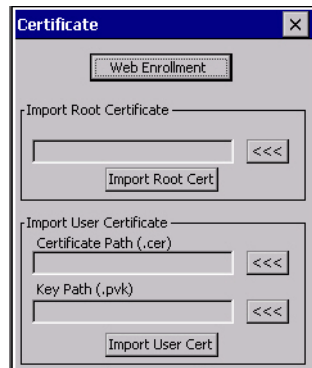 Certificate
Web Enrollment
Import Root Certificate
<<<
Import Root Cert
Import User Certificate
Certificate Path (.cer)
<<<
Key Path (.pvk)
<<<
Import User Cert